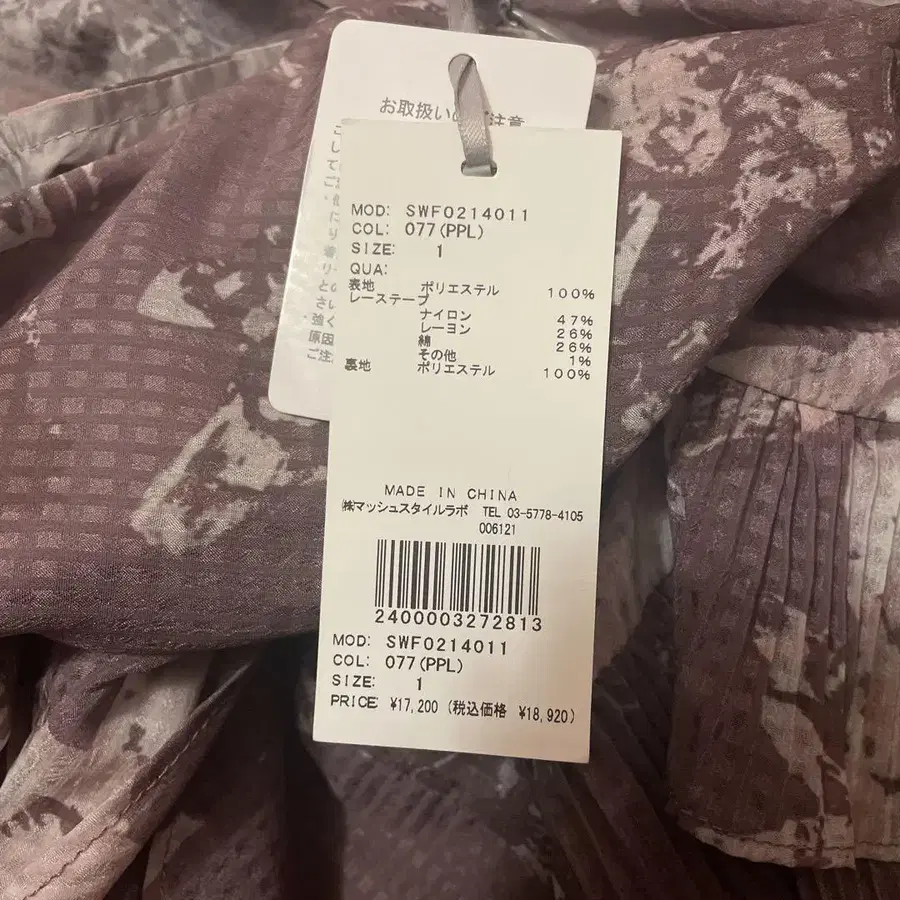 お取扱い
注意
MOD: SWF0214011
COL: 077(PPL)
SIZE: 1
QUA:
表地 ポリエステル 100%
レーステープ
ナイロン 47%
レーヨン 26%
綿 26%
その他 1%
裏地 ポリエステル 100%
MADE IN CHINA
㈱マッシュスタイルラボ TEL 03-5778-4105
006121
2400003272813
MOD: SWF0214011
COL: 077(PPL)
SIZE: 1
PRICE: ¥17,200 (税込価格 ¥18,920)